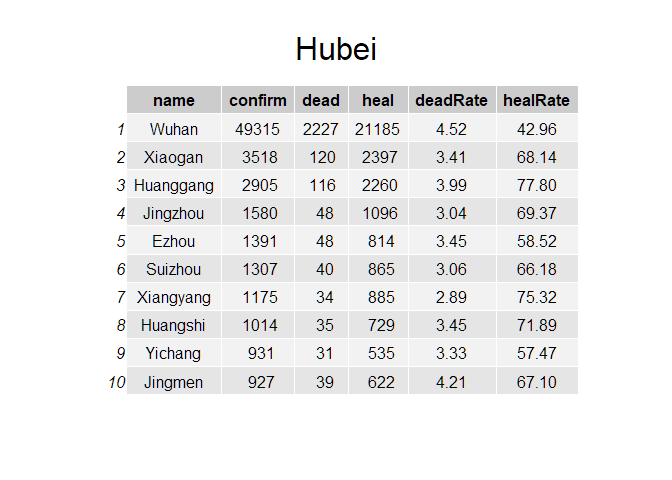 Hubei
name confirm dead heal deadRate healRate
1 Wuhan 49315 2227 21185 4.52 42.96
2 Xiaogan 3518 120 2397 3.41 68.14
3 Huanggang 2905 116 2260 3.99 77.80
4 Jingzhou 1580 48 1096 3.04 69.37
5 Ezhou 1391 48 814 3.45 58.52
6 Suizhou 1307 40 865 3.06 66.18
7 Xiangyang 1175 34 885 2.89 75.32
8 Huangshi 1014 35 729 3.45 71.89
9 Yichang 931 31 535 3.33 57.47
10 Jingmen 927 39 622 4.21 67.10